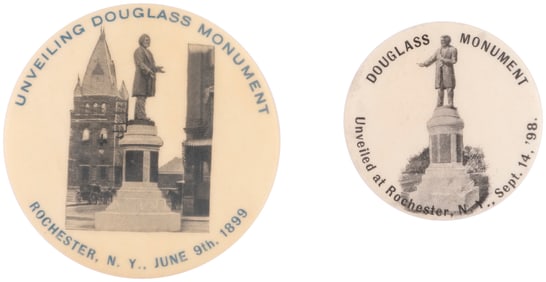 UNVEILING DOUGLASS MONUMENT
ROCHESTER, N. Y., JUNE 9th. 1899
DOUGLASS MONUMENT
Unveiled at Rochester, N. Y., Sept. 14, '98.